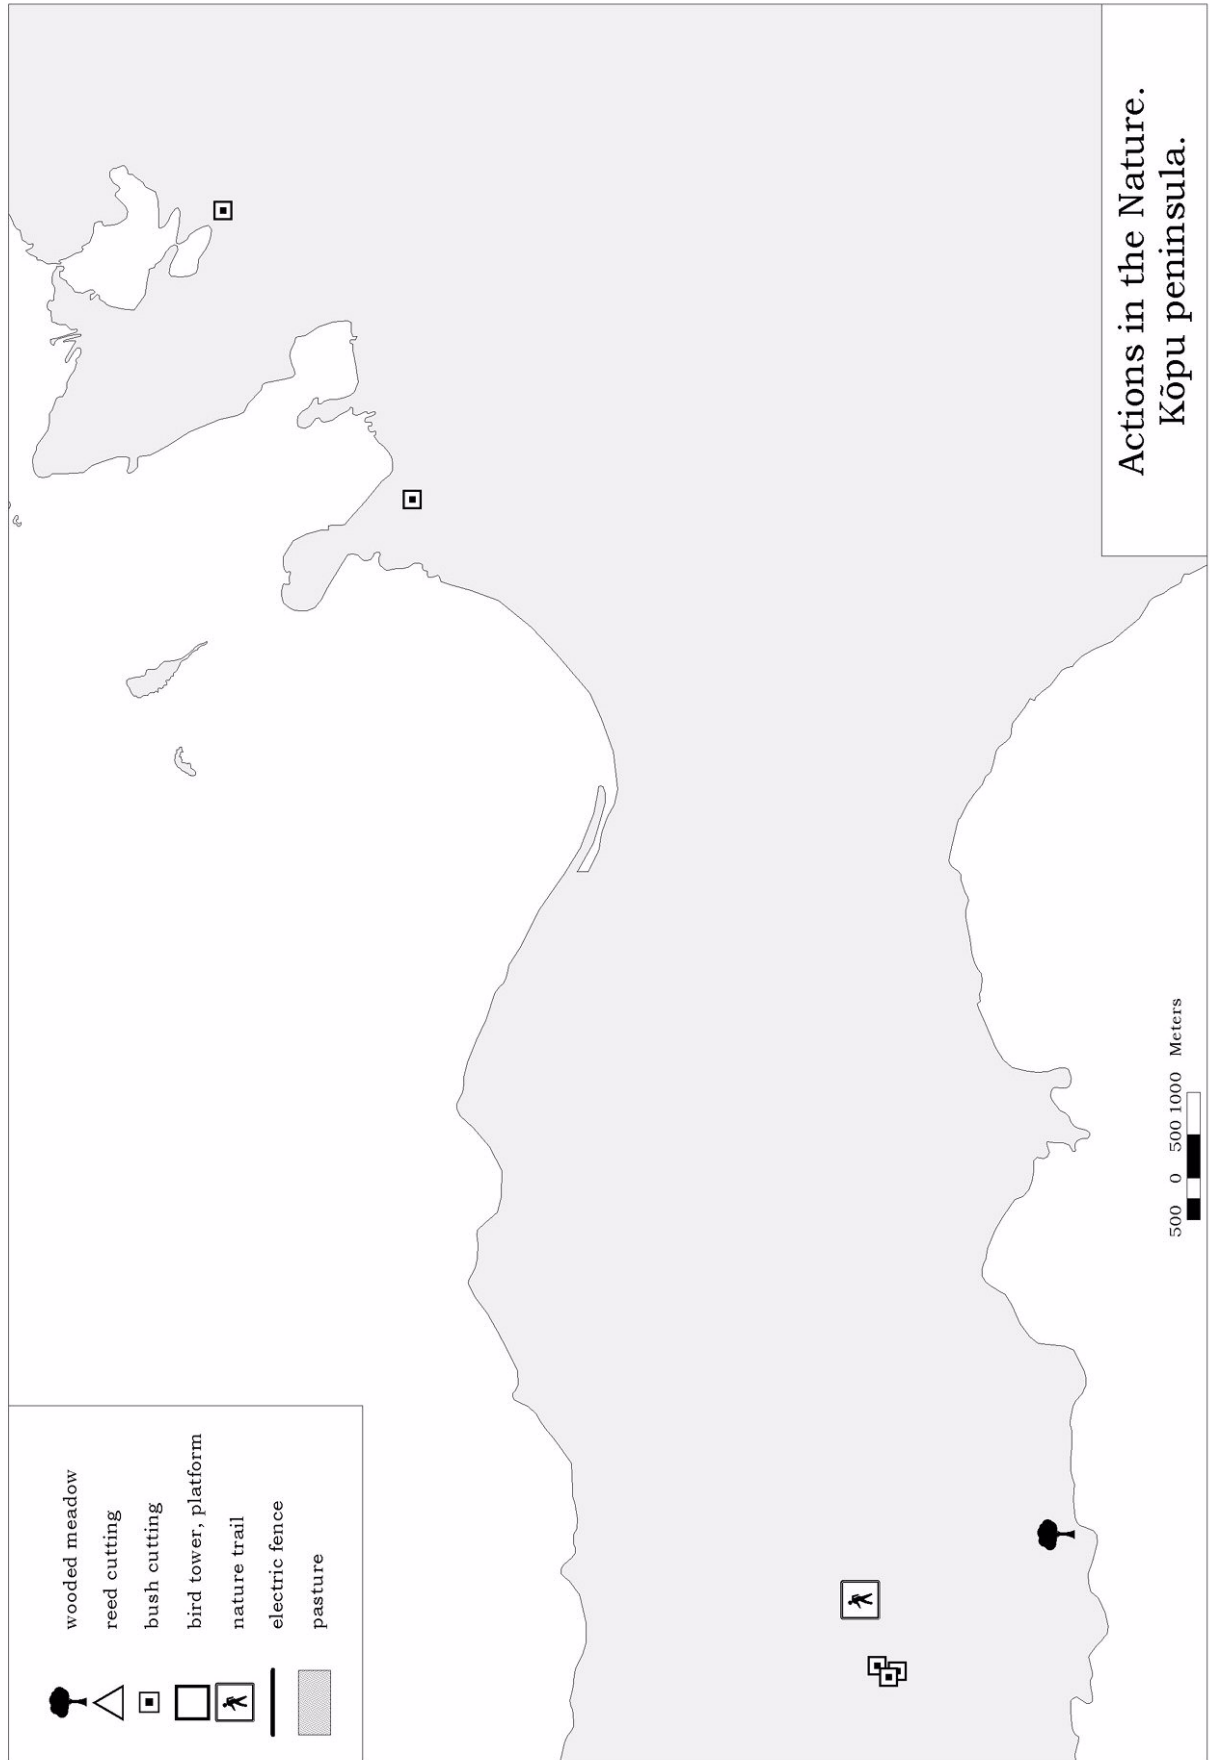 Actions in the Nature.
Kõpu peninsula.
wooded meadow
reed cutting
bush cutting
bird tower, platform
nature trail
electric fence
pasture
500 0 500 1000 Meters